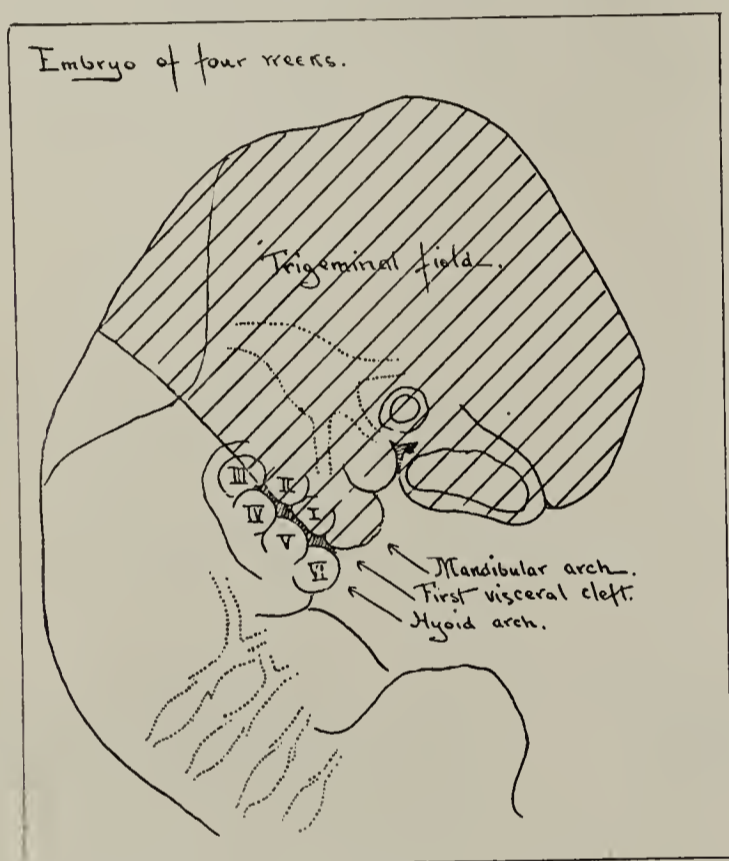 Embryo of four weeks.
Trigeminal field.
III II
IV I
V
VI
Mandibular arch.
First visceral cleft.
Hyoid arch.